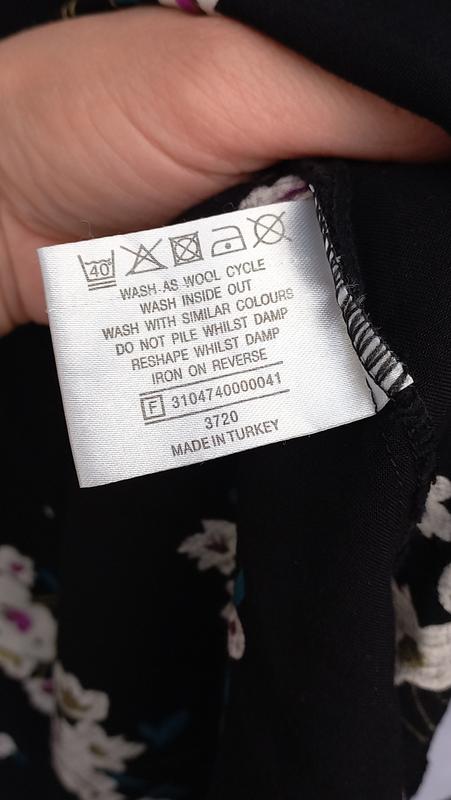 40
WASH AS WOOL CYCLE
WASH INSIDE OUT
WASH WITH SIMILAR COLOURS
DO NOT PILE WHILST DAMP
RESHAPE WHILST DAMP
IRON ON REVERSE
F 3104740000041
3720
MADE IN TURKEY